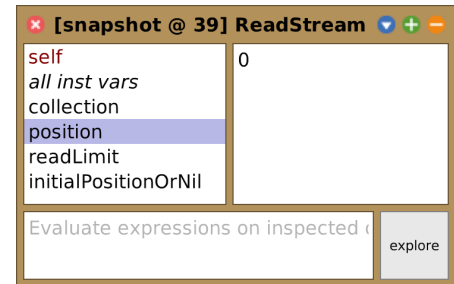 [snapshot @ 39] ReadStream
self
all inst vars
collection
position
readLimit
initialPositionOrNil
0
Evaluate expressions on inspected
explore